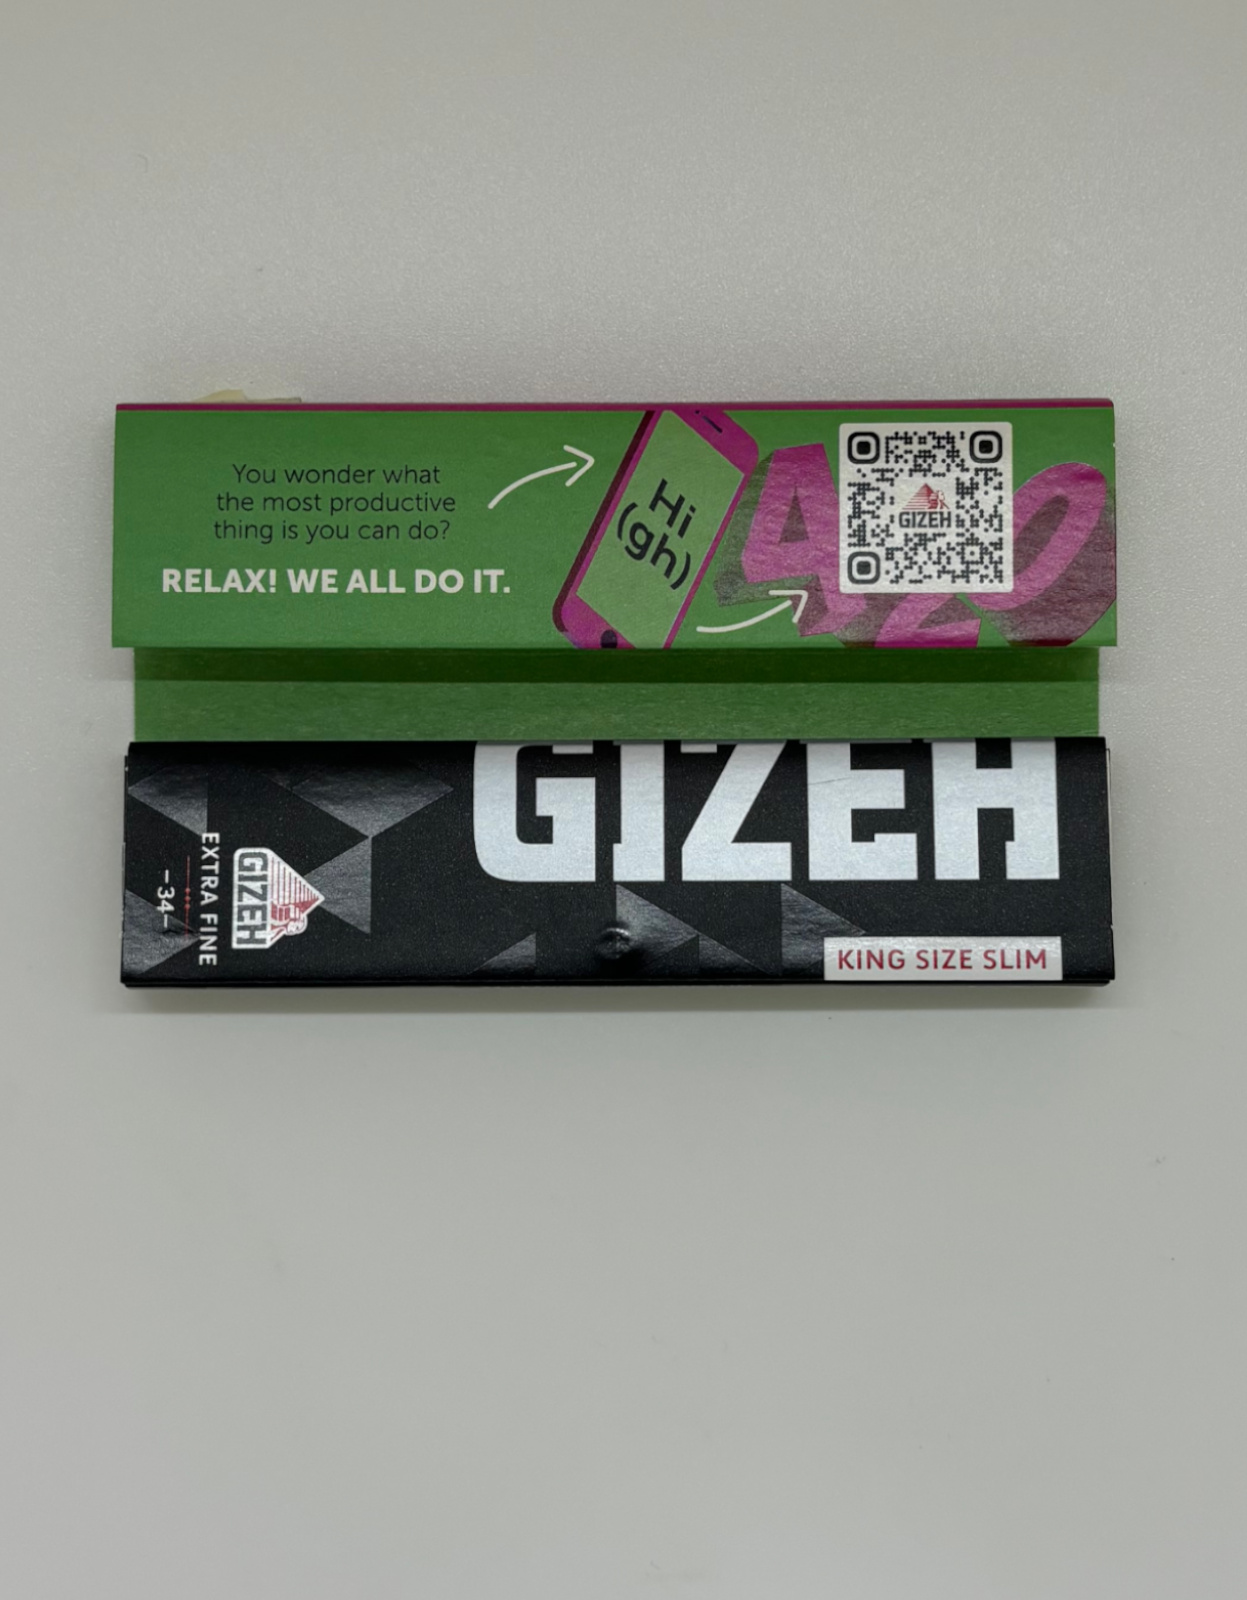 You wonder what
the most productive
thing is you can do?
RELAX! WE ALL DO IT.
Hi
(gh)
420
GIZEH
GIZEH
EXTRA FINE
-34-
GIZEH
KING SIZE SLIM